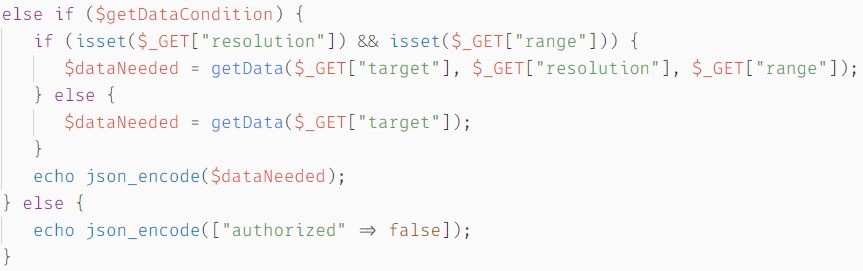 else if ($getDataCondition) {
if (isset($_GET["resolution"]) && isset($_GET["range"])) {
$dataNeeded = getData($_GET["target"], $_GET["resolution"], $_GET["range"]);
} else {
$dataNeeded = getData($_GET["target"]);
}
echo json_encode($dataNeeded);
} else {
echo json_encode(["authorized" => false]);
}